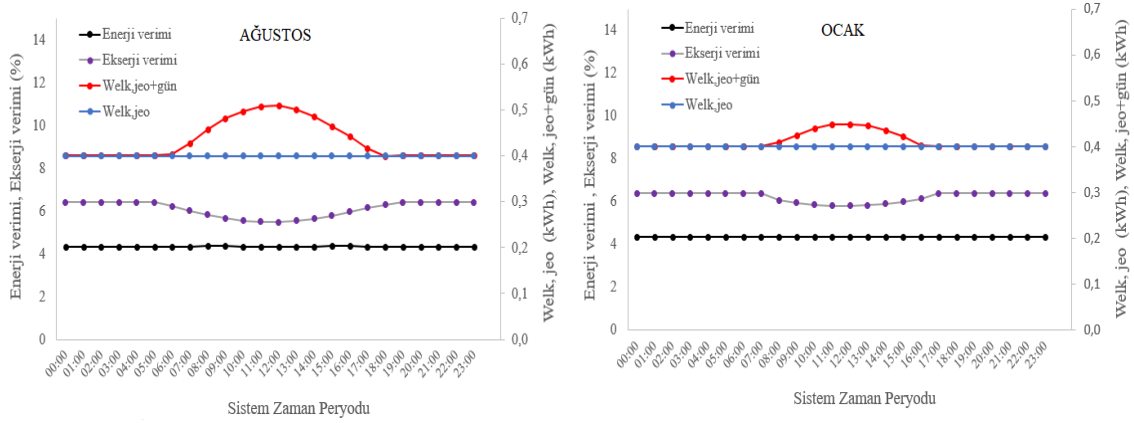 AĞUSTOS
Enerji verimi
Ekserji verimi
Welk,jeo+gün
Welk,jeo
Enerji verimi, Ekserji verimi (%)
14
12
10
8
6
4
2
0
0,7
0,6
0,5
0,4
0,3
0,2
0,1
0,0
Welk, jeo (kWh), Welk, jeo+gün (kWh)
00:00 01:00 02:00 03:00 04:00 05:00 06:00 07:00 08:00 09:00 10:00 11:00 12:00 13:00 14:00 15:00 16:00 17:00 18:00 19:00 20:00 21:00 22:00 23:00
Sistem Zaman Peryodu
OCAK
Enerji verimi
Ekserji verimi
Welk,jeo+gün
Welk,jeo
Enerji verimi , Ekserji verimi (%)
14
12
10
8
6
4
2
0
0,7
0,6
0,5
0,4
0,3
0,2
0,1
0,0
Welk, jeo (kWh), Welk, jeo+gün (kWh)
00:00 01:00 02:00 03:00 04:00 05:00 06:00 07:00 08:00 09:00 10:00 11:00 12:00 13:00 14:00 15:00 16:00 17:00 18:00 19:00 20:00 21:00 22:00 23:00
Sistem Zaman Peryodu